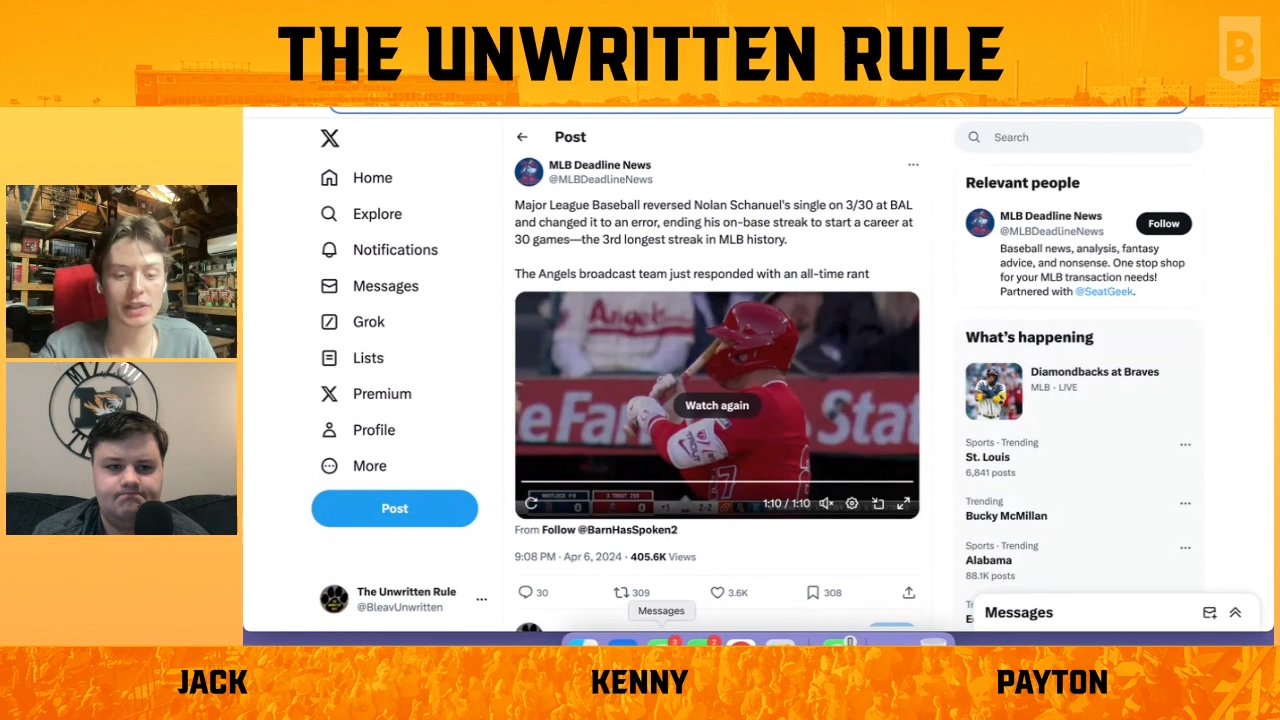 THE UNWRITTEN RULE
B
X
Home
Explore
Notifications
Messages
Grok
Lists
Premium
Profile
More
Post
The Unwritten Rule
@BleavUnwritten
Post
MLB Deadline News
@MLBDeadlineNews
Major League Baseball reversed Nolan Schanuel's single on 3/30 at BAL
and changed it to an error, ending his on-base streak to start a career at
30 games—the 3rd longest streak in MLB history.
The Angels broadcast team just responded with an all-time rant
Angels
Watch again
Stat
TROUT
1:10 / 1:10
From Follow @BarnHasSpoken2
9:08 PM · Apr 6, 2024 · 405.6K Views
30
309
3.6K
308
Messages
Search
Relevant people
MLB Deadline News
@MLBDeadlineNews
Follow
Baseball news, analysis, fantasy
advice, and nonsense. One stop shop
for your MLB transaction needs!
Partnered with @SeatGeek.
What's happening
Diamondbacks at Braves
MLB · LIVE
Sports · Trending
St. Louis
6,841 posts
Trending
Bucky McMillan
Sports · Trending
Alabama
88.1K posts
Messages
MIZZOU
JACK
KENNY
PAYTON